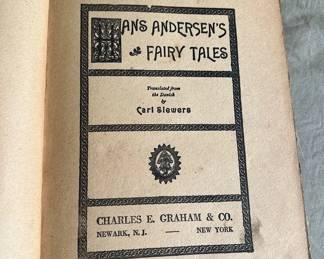 HANS ANDERSEN'S
FAIRY TALES
Translated from
the Danish
by
Carl Siewers
CHARLES E. GRAHAM & CO.
NEWARK, N. J. — NEW YORK